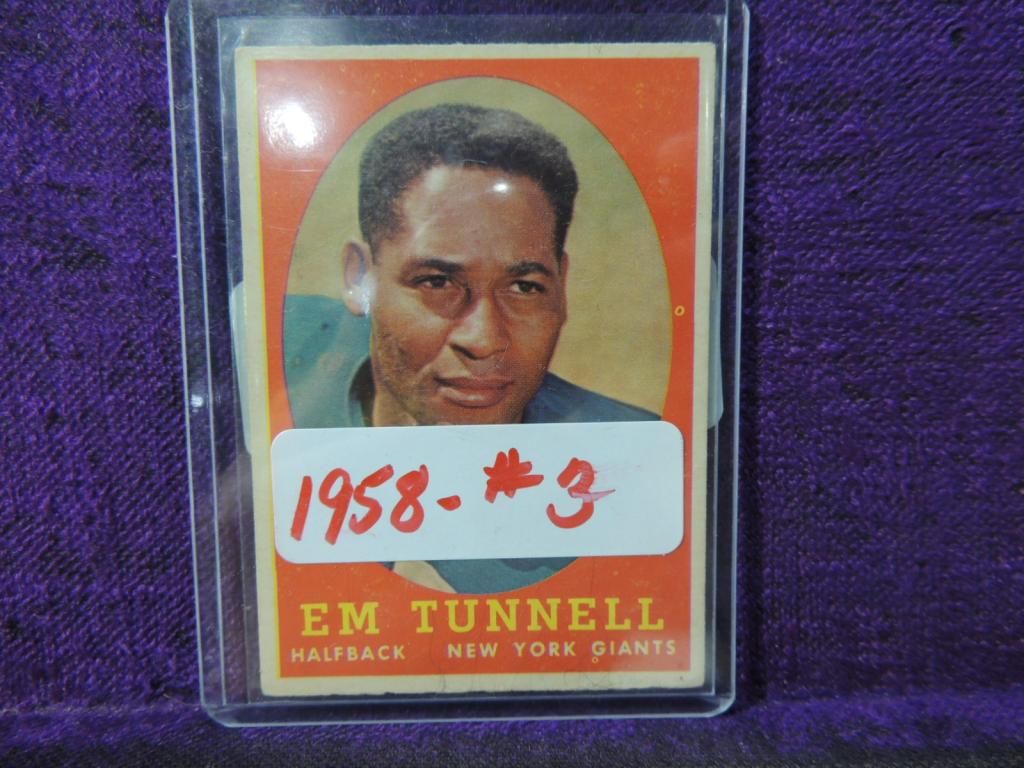 1958- #3
EM TUNNELL
HALFBACK NEW YORK GIANTS